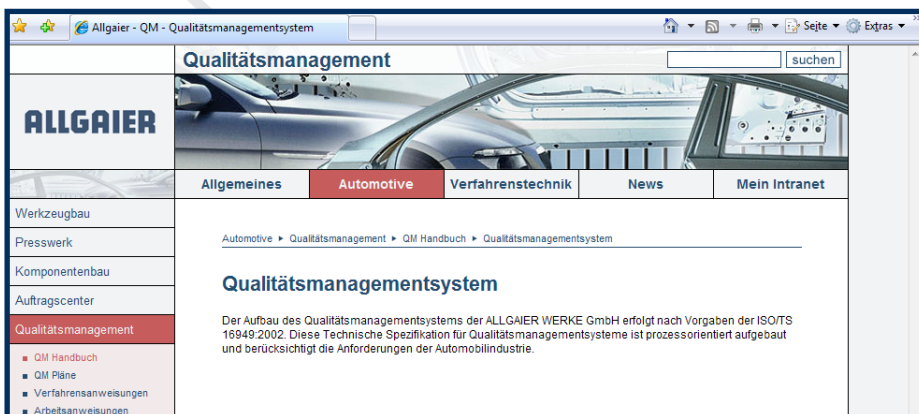 Allgaier - QM - Qualitätsmanagementsystem
Seite
Extras
Qualitätsmanagement
suchen
ALLGAIER
Allgemeines
Automotive
Verfahrenstechnik
News
Mein Intranet
Werkzeugbau
Presswerk
Komponentenbau
Auftragscenter
Qualitätsmanagement
QM Handbuch
QM Pläne
Verfahrensanweisungen
Arbeitsanweisungen
Automotive ► Qualitätsmanagement ► QM Handbuch ► Qualitätsmanagementsystem
Qualitätsmanagementsystem
Der Aufbau des Qualitätsmanagementsystems der ALLGAIER WERKE GmbH erfolgt nach Vorgaben der ISO/TS
16949:2002. Diese Technische Spezifikation für Qualitätsmanagementsysteme ist prozessorientiert aufgebaut
und berücksichtigt die Anforderungen der Automobilindustrie.